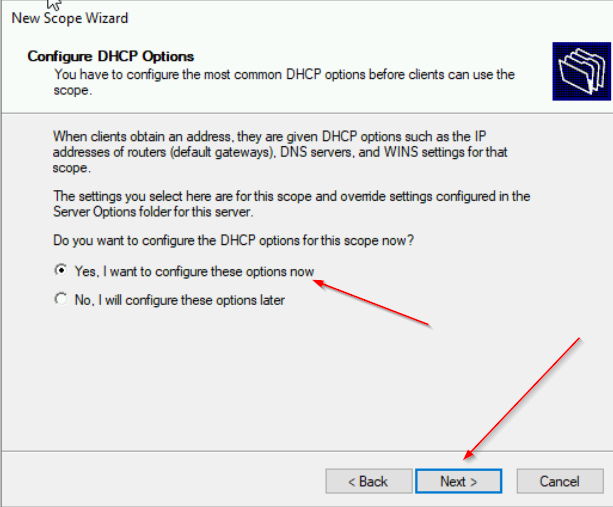 New Scope Wizard
Configure DHCP Options
You have to configure the most common DHCP options before clients can use the
scope.
When clients obtain an address, they are given DHCP options such as the IP
addresses of routers (default gateways), DNS servers, and WINS settings for that
scope.
The settings you select here are for this scope and override settings configured in the
Server Options folder for this server.
Do you want to configure the DHCP options for this scope now?
Yes, I want to configure these options now
No, I will configure these options later
< Back
Next >
Cancel